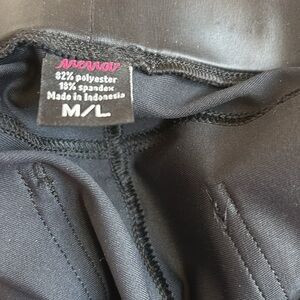 82% polyester
18% spandex
Made in Indonesia
M/L